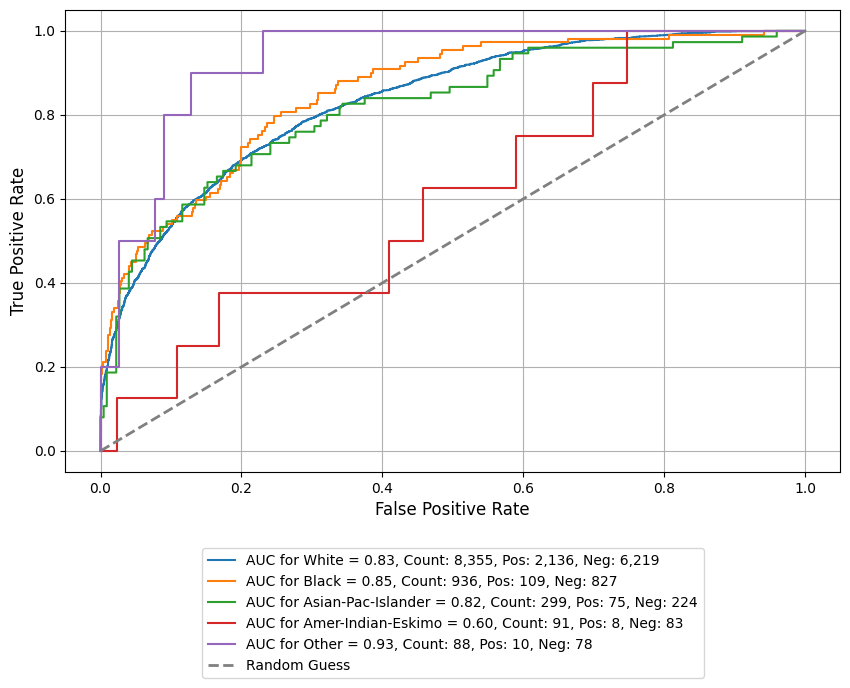 1.0
0.8
0.6
0.4
0.2
0.0
True Positive Rate
0.0 0.2 0.4 0.6 0.8 1.0
False Positive Rate
AUC for White = 0.83, Count: 8,355, Pos: 2,136, Neg: 6,219
AUC for Black = 0.85, Count: 936, Pos: 109, Neg: 827
AUC for Asian-Pac-Islander = 0.82, Count: 299, Pos: 75, Neg: 224
AUC for Amer-Indian-Eskimo = 0.60, Count: 91, Pos: 8, Neg: 83
AUC for Other = 0.93, Count: 88, Pos: 10, Neg: 78
Random Guess